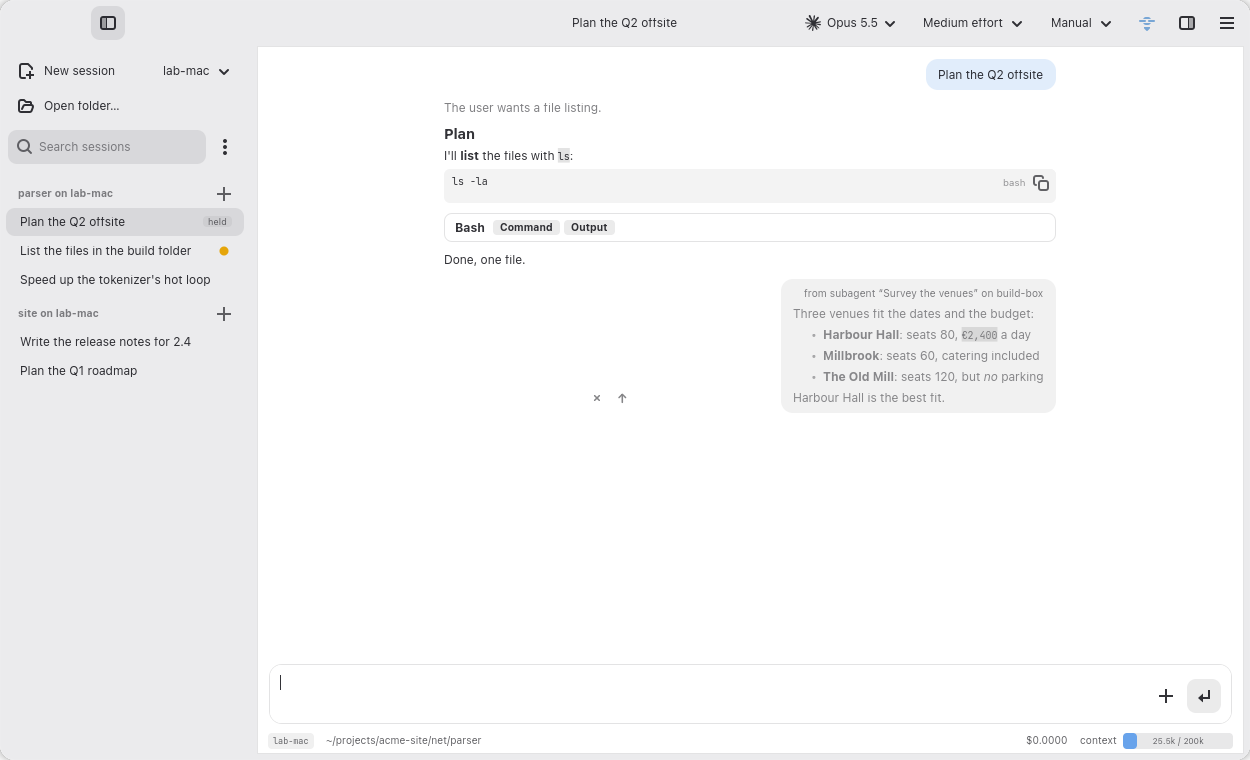 Plan the Q2 offsite
Opus 5.5
Medium effort
Manual
New session
lab-mac
Open folder...
Search sessions
parser on lab-mac
Plan the Q2 offsite
held
List the files in the build folder
Speed up the tokenizer's hot loop
site on lab-mac
Write the release notes for 2.4
Plan the Q1 roadmap
Plan the Q2 offsite
The user wants a file listing.
Plan
I'll list the files with ls:
ls -la
bash
Bash Command Output
Done, one file.
from subagent “Survey the venues” on build-box
Three venues fit the dates and the budget:
• Harbour Hall: seats 80, €2,400 a day
• Millbrook: seats 60, catering included
• The Old Mill: seats 120, but no parking
Harbour Hall is the best fit.
lab-mac
~/projects/acme-site/net/parser
$0.0000
context
25.5k / 200k